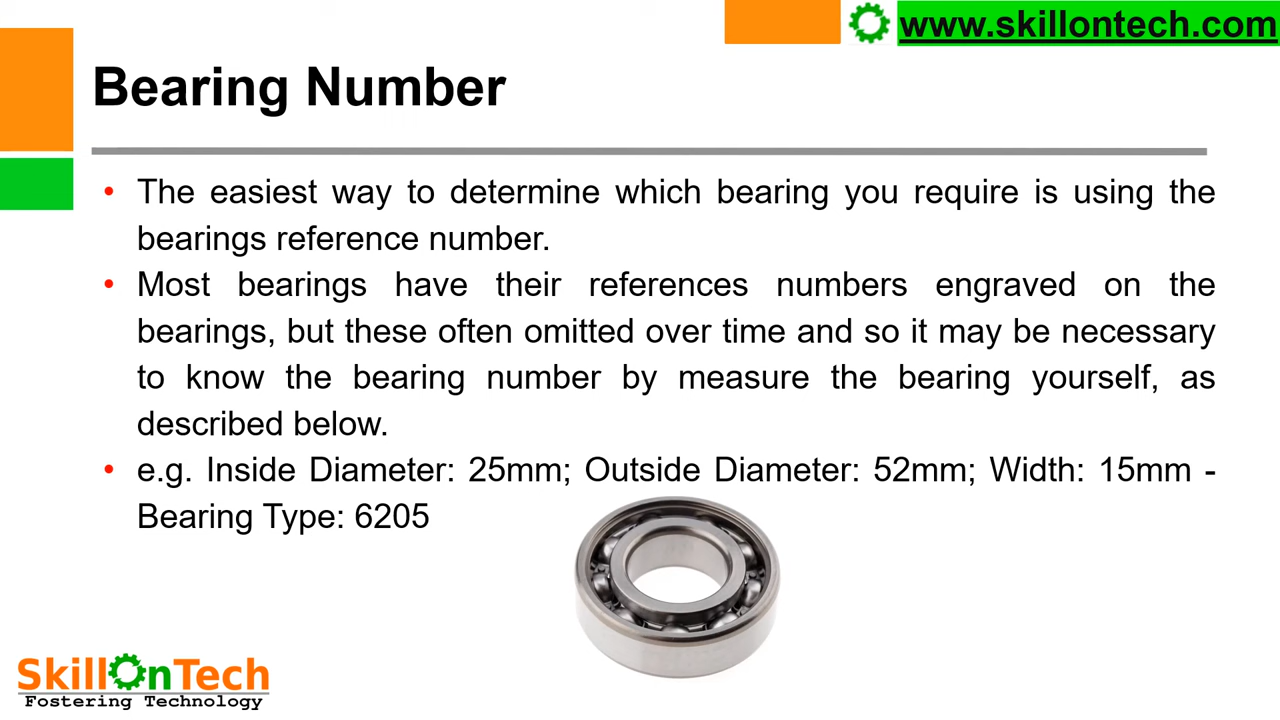 www.skillontech.com
Bearing Number
• The easiest way to determine which bearing you require is using the
bearings reference number.
• Most bearings have their references numbers engraved on the
bearings, but these often omitted over time and so it may be necessary
to know the bearing number by measure the bearing yourself, as
described below.
• e.g. Inside Diameter: 25mm; Outside Diameter: 52mm; Width: 15mm -
Bearing Type: 6205
SkillOnTech
Fostering Technology